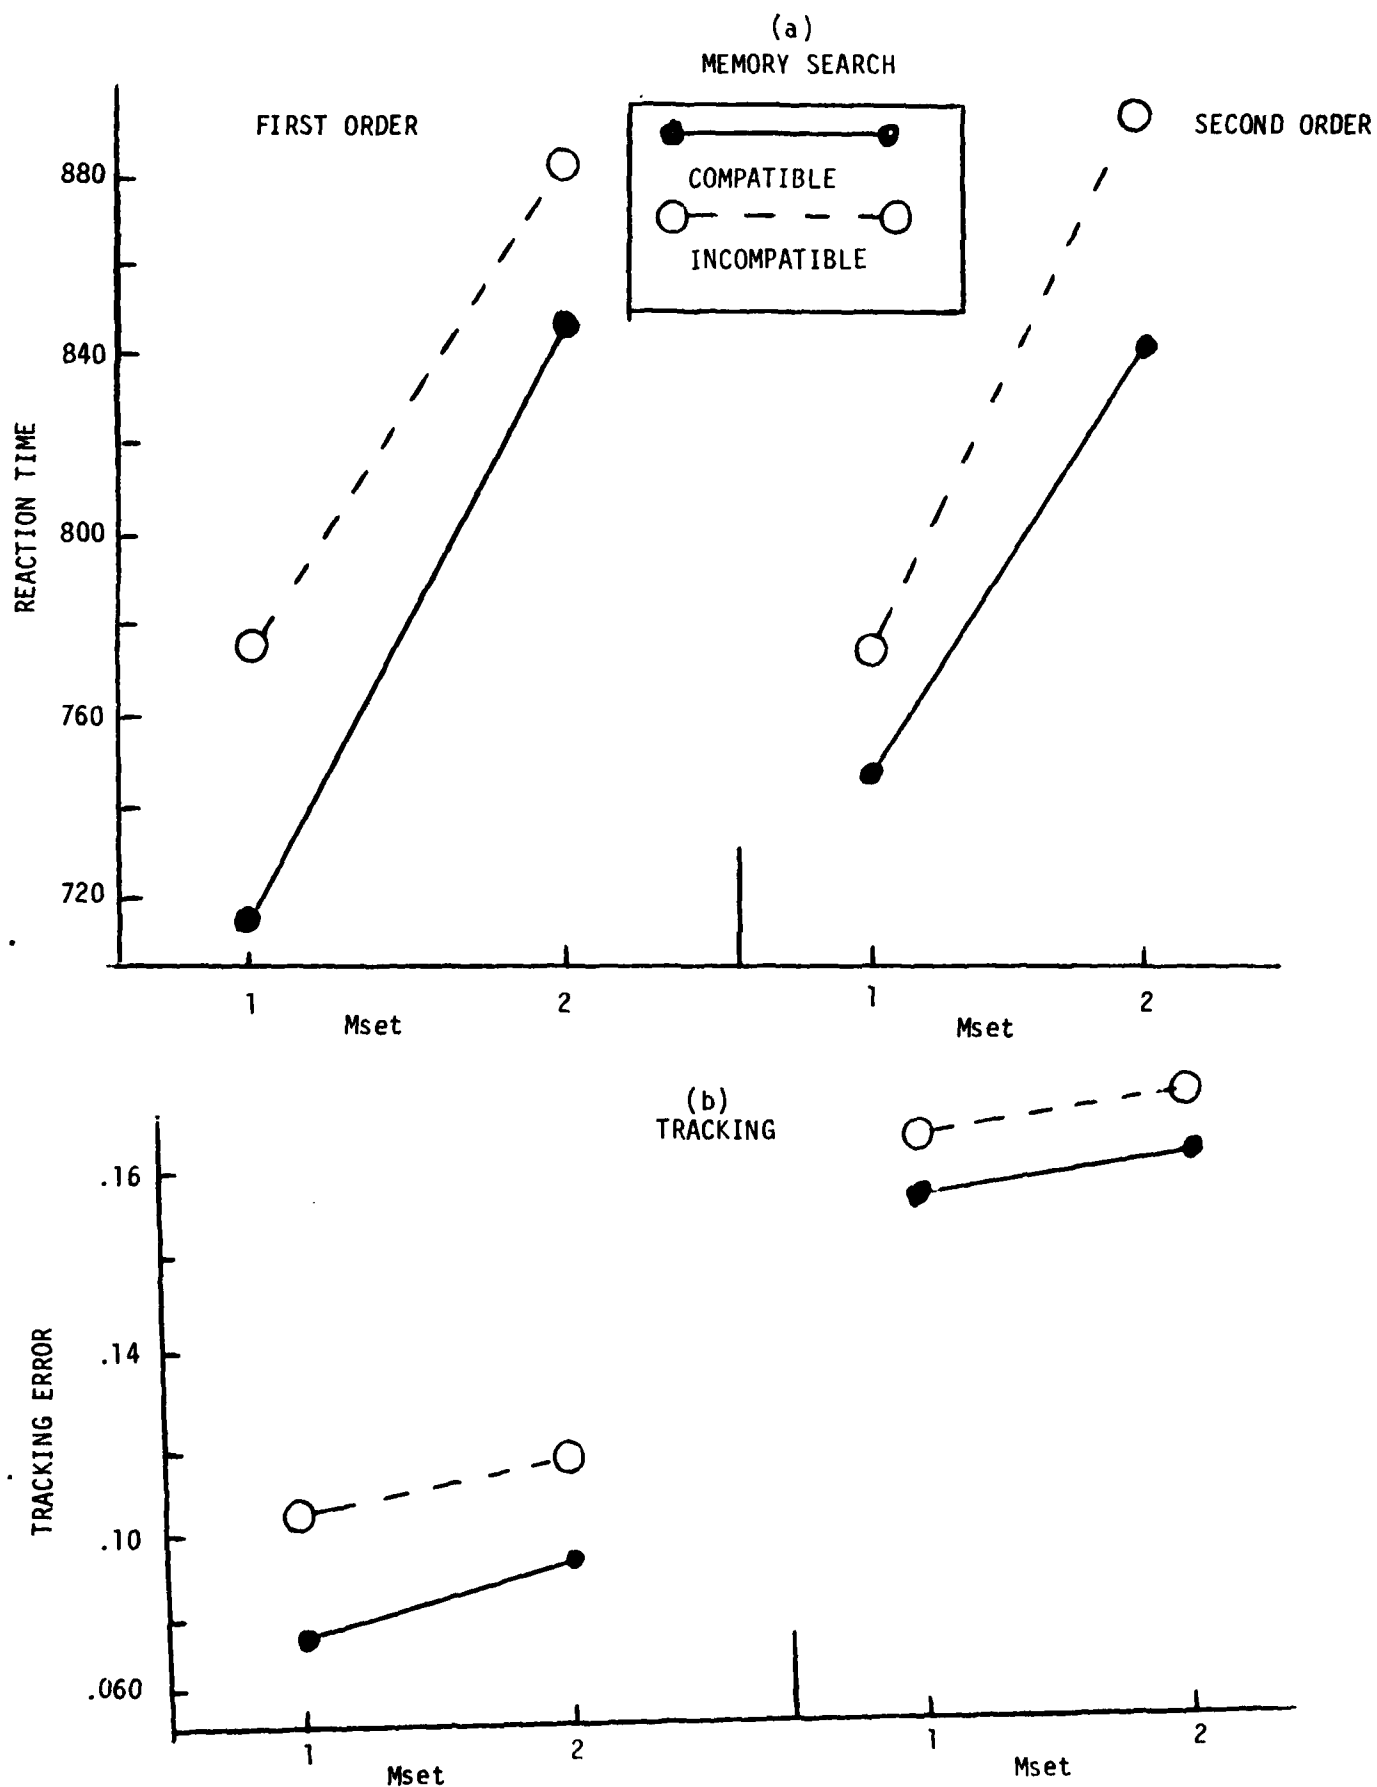 (a)
MEMORY SEARCH
FIRST ORDER
SECOND ORDER
COMPATIBLE
INCOMPATIBLE
880
840
800
760
720
REACTION TIME
1
2
1
2
Mset
Mset
(b)
TRACKING
.16
.14
.10
.060
TRACKING ERROR
1
2
1
2
Mset
Mset